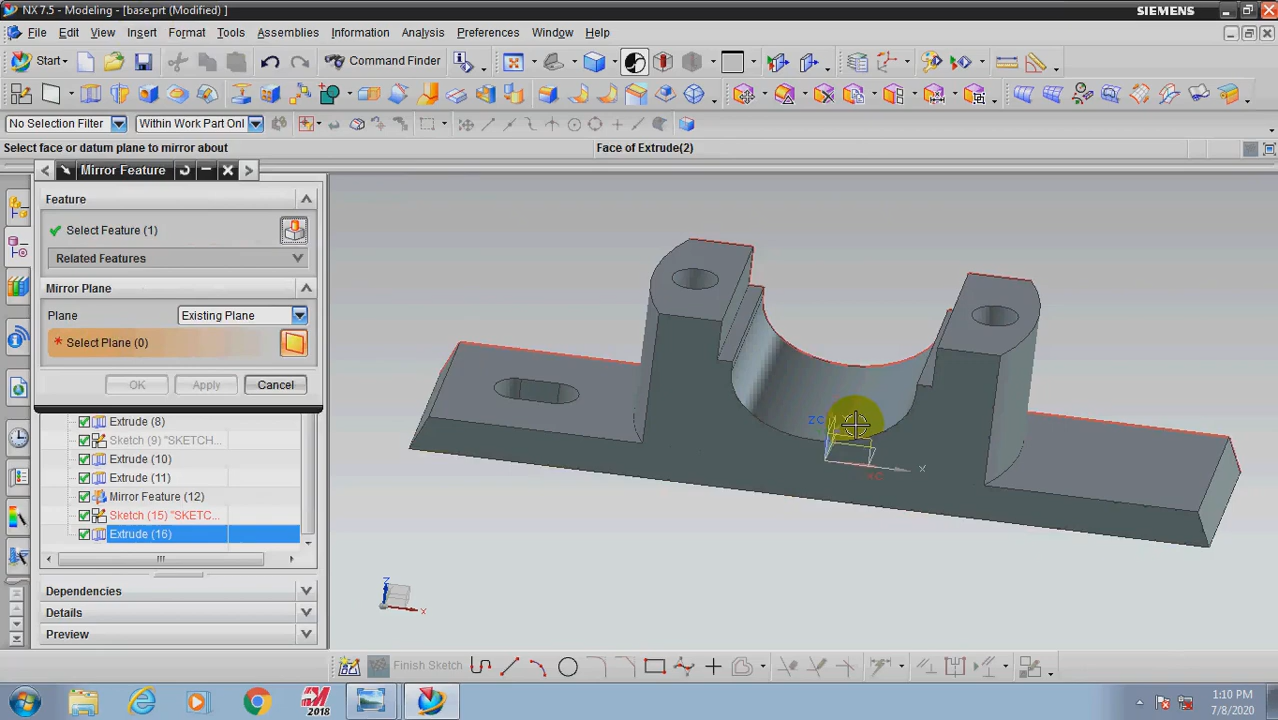 NX 7.5 - Modeling - [base.prt (Modified) ]
SIEMENS
File Edit View Insert Format Tools Assemblies Information Analysis Preferences Window Help
Start Command Finder
No Selection Filter Within Work Part Onl
Select face or datum plane to mirror about Face of Extrude(2)
Mirror Feature
Feature
Select Feature (1)
Related Features
Mirror Plane
Plane Existing Plane
* Select Plane (0)
OK Apply Cancel
Extrude (8)
Sketch (9) "SKETCH...
Extrude (10)
Extrude (11)
Mirror Feature (12)
Sketch (15) "SKETC...
Extrude (16)
Dependencies
Details
Preview
ZC
X
Z
X
Finish Sketch
2018
1:10 PM
7/8/2020